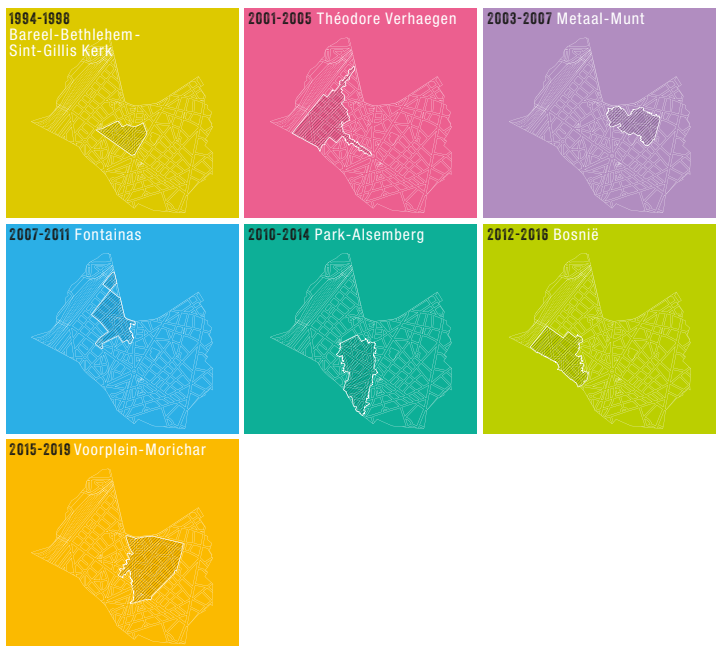 1994-1998
Bareel-Bethlehem-
Sint-Gillis Kerk
2001-2005 Théodore Verhaegen
2003-2007 Metaal-Munt
2007-2011 Fontainas
2010-2014 Park-Alsemberg
2012-2016 Bosnië
2015-2019 Voorplein-Morichar